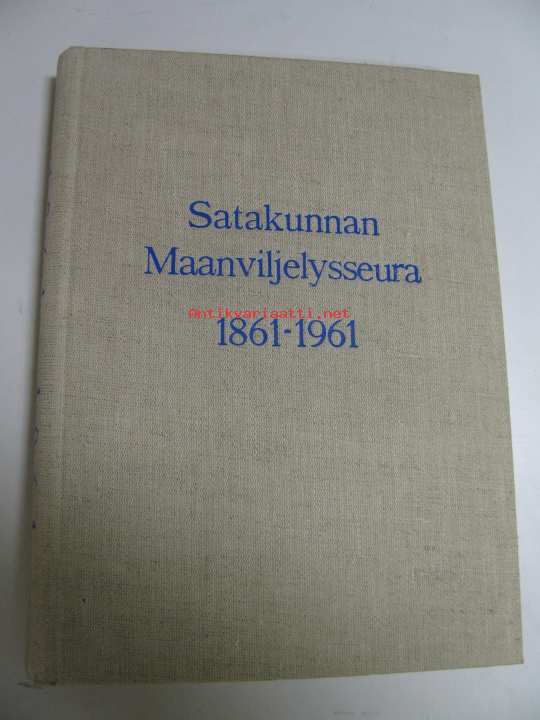 Satakunnan
Maanviljelysseura
Antikvariaatti.net
1861-1961